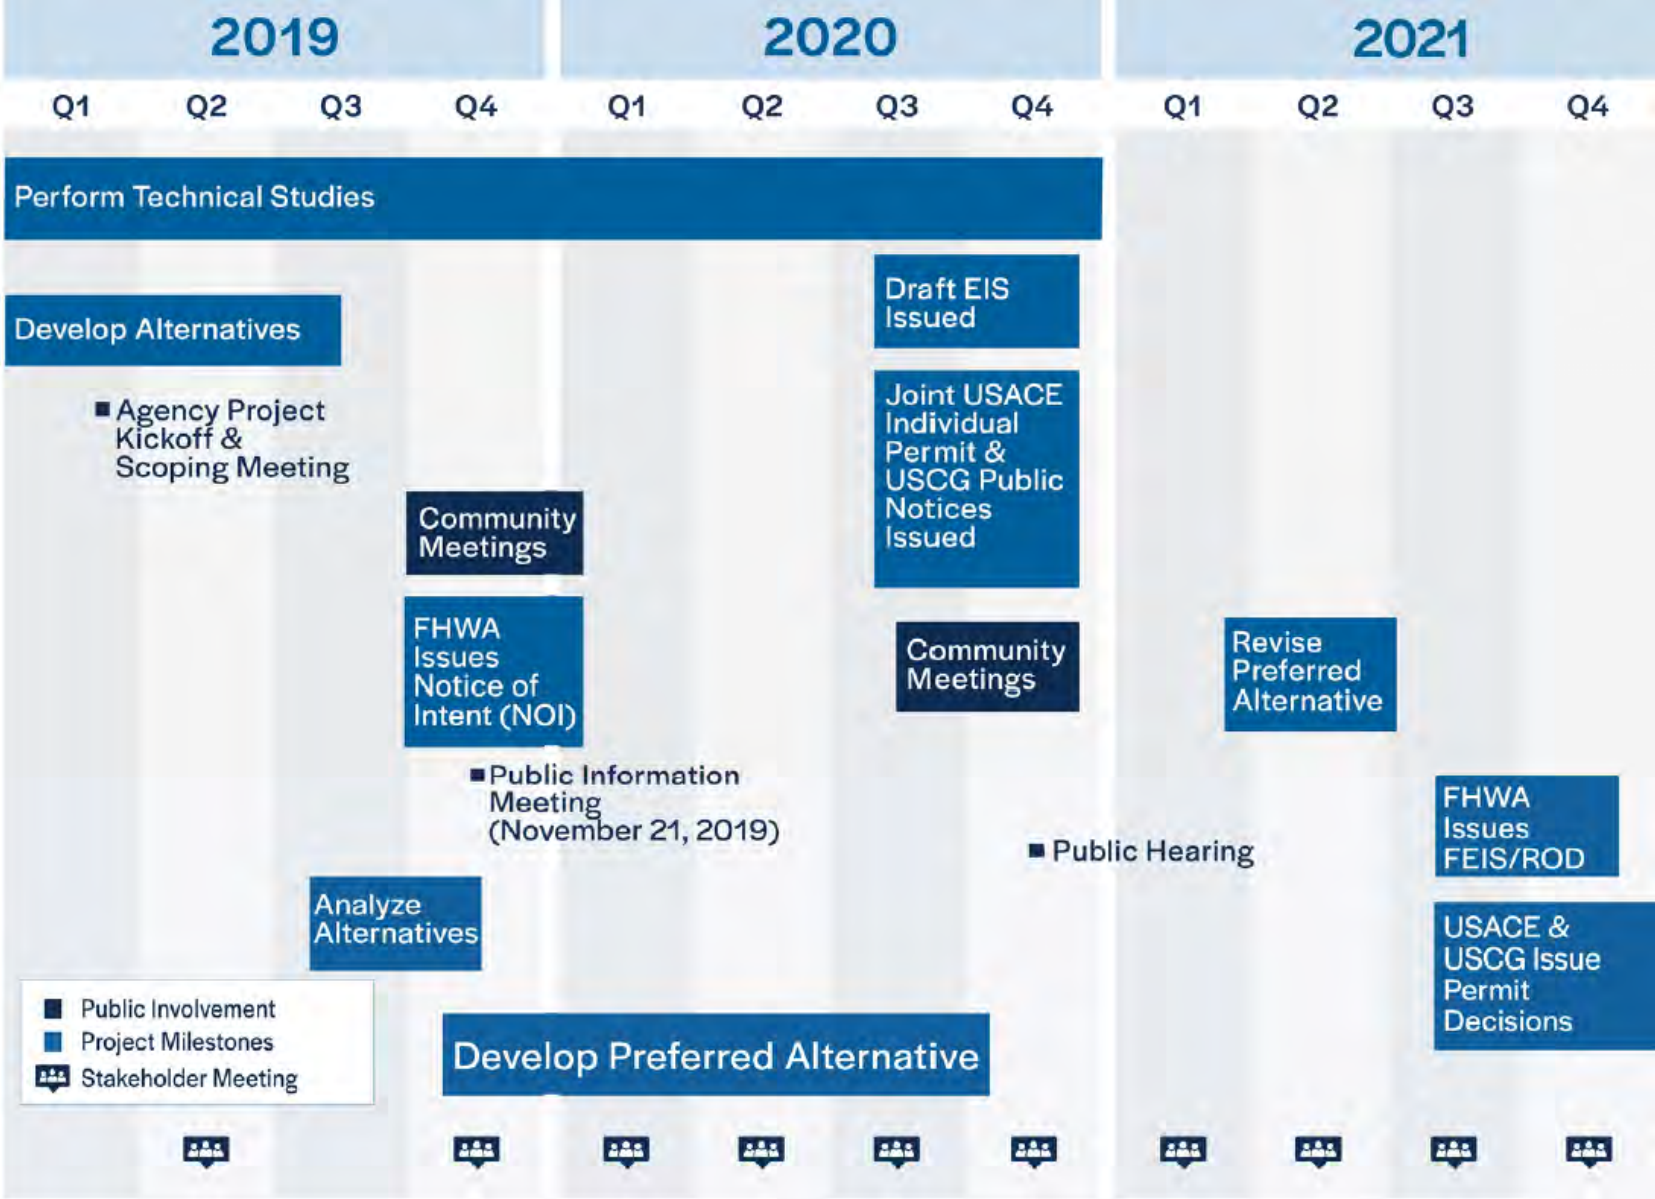 2019
2020
2021
Q1 Q2 Q3 Q4 Q1 Q2 Q3 Q4 Q1 Q2 Q3 Q4
Perform Technical Studies
Draft EIS
Issued
Develop Alternatives
Joint USACE
Individual
Permit &
USCG Public
Notices
Issued
Agency Project
Kickoff &
Scoping Meeting
Community
Meetings
FHWA
Issues
Notice of
Intent (NOI)
Community
Meetings
Revise
Preferred
Alternative
Public Information
Meeting
(November 21, 2019)
Public Hearing
FHWA
Issues
FEIS/ROD
Analyze
Alternatives
USACE &
USCG Issue
Permit
Decisions
Public Involvement
Project Milestones
Stakeholder Meeting
Develop Preferred Alternative